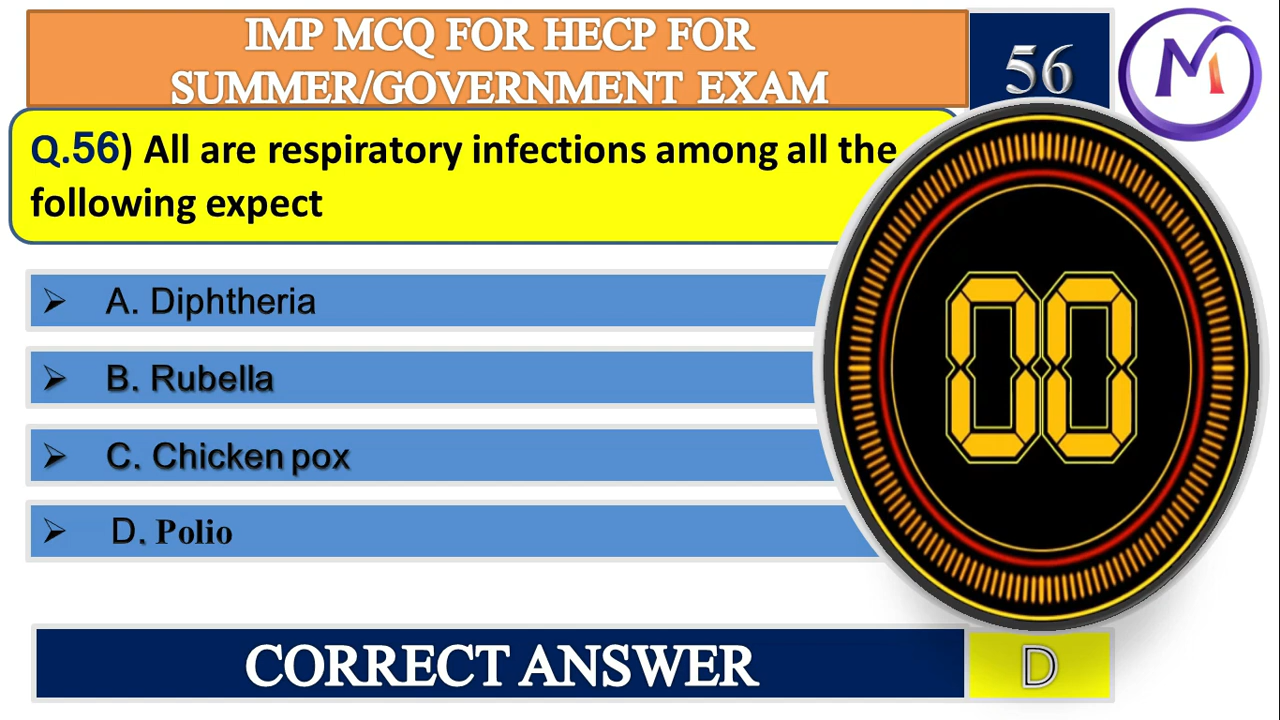 IMP MCQ FOR HECP FOR
SUMMER/GOVERNMENT EXAM
56
M
Q.56) All are respiratory infections among all the
following expect
➢ A. Diphtheria
➢ B. Rubella
➢ C. Chicken pox
➢ D. Polio
00
CORRECT ANSWER
D